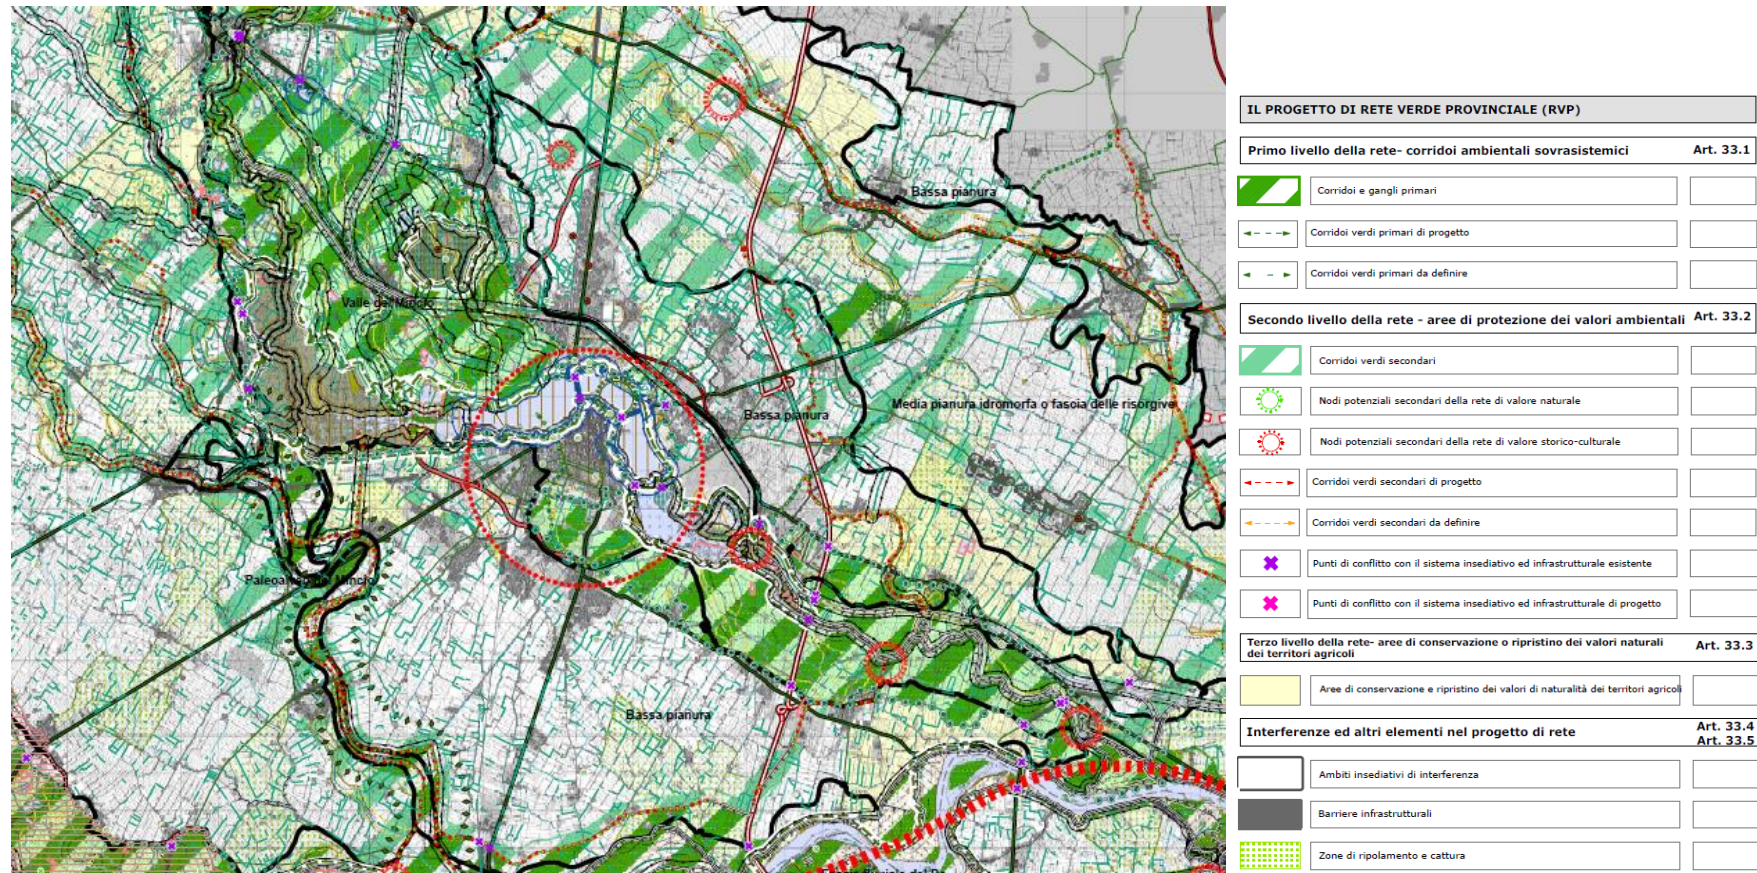 Bassa pianura
Valle del Mincio
Bassa pianura
Media pianura idromorfa o fascia delle risorgive
Paleoalveo del Mincio
Bassa pianura
IL PROGETTO DI RETE VERDE PROVINCIALE (RVP)
Primo livello della rete- corridoi ambientali sovrasistemici Art. 33.1
Corridoi e gangli primari
Corridoi verdi primari di progetto
Corridoi verdi primari da definire
Secondo livello della rete - aree di protezione dei valori ambientali Art. 33.2
Corridoi verdi secondari
Nodi potenziali secondari della rete di valore naturale
Nodi potenziali secondari della rete di valore storico-culturale
Corridoi verdi secondari di progetto
Corridoi verdi secondari da definire
Punti di conflitto con il sistema insediativo ed infrastrutturale esistente
Punti di conflitto con il sistema insediativo ed infrastrutturale di progetto
Terzo livello della rete- aree di conservazione o ripristino dei valori naturali
dei territori agricoli Art. 33.3
Aree di conservazione e ripristino dei valori di naturalità dei territori agricoli
Interferenze ed altri elementi nel progetto di rete Art. 33.4
Art. 33.5
Ambiti insediativi di interferenza
Barriere infrastrutturali
Zone di ripolamento e cattura